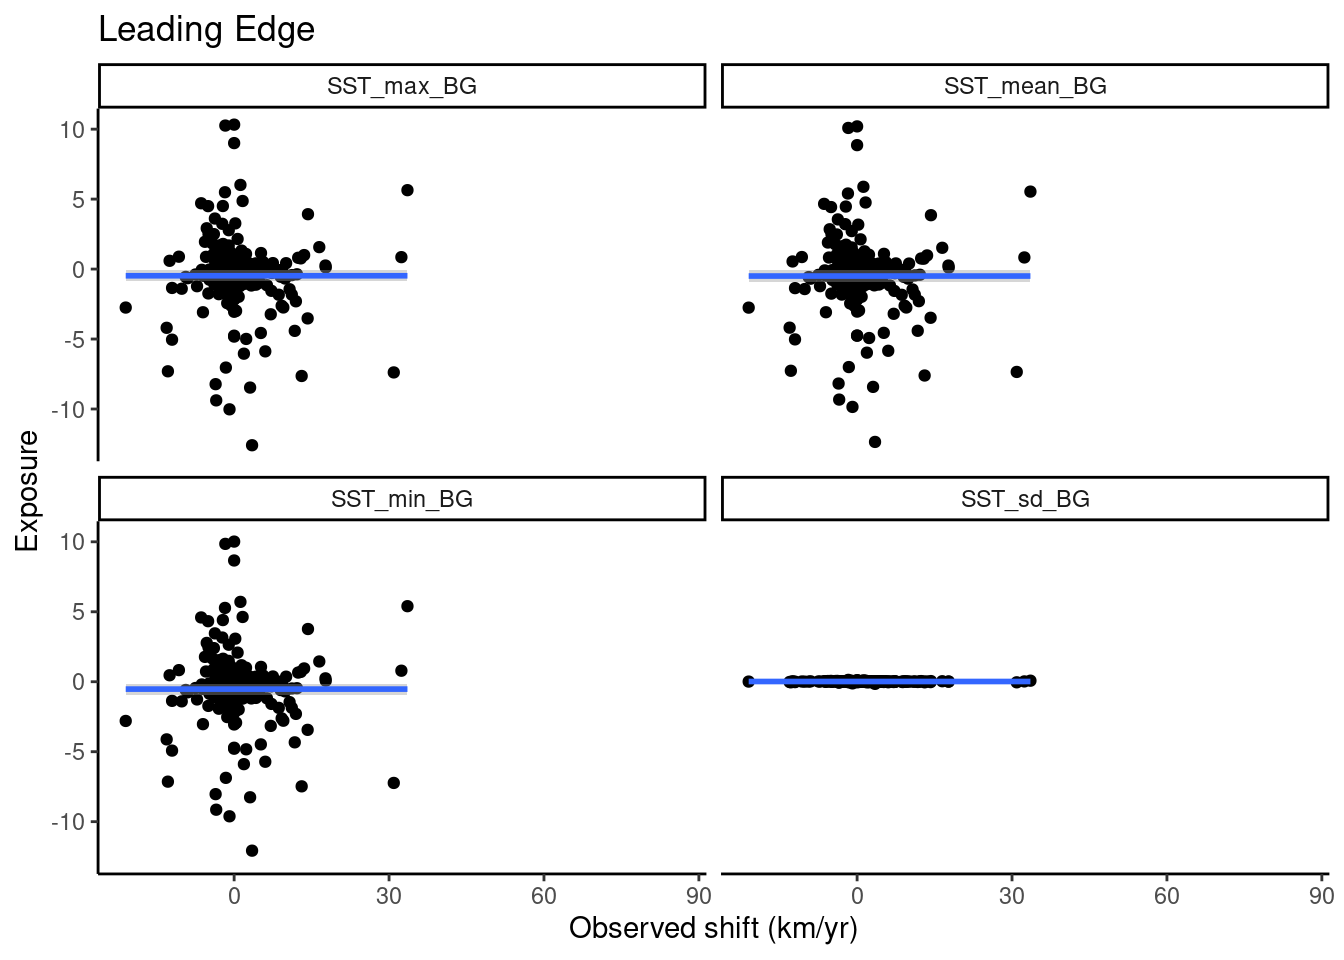 Leading Edge
SST_max_BG
SST_mean_BG
10
5
0
-5
-10
SST_min_BG
SST_sd_BG
10
5
0
-5
-10
Exposure
0
30
60
90
0
30
60
90
Observed shift (km/yr)